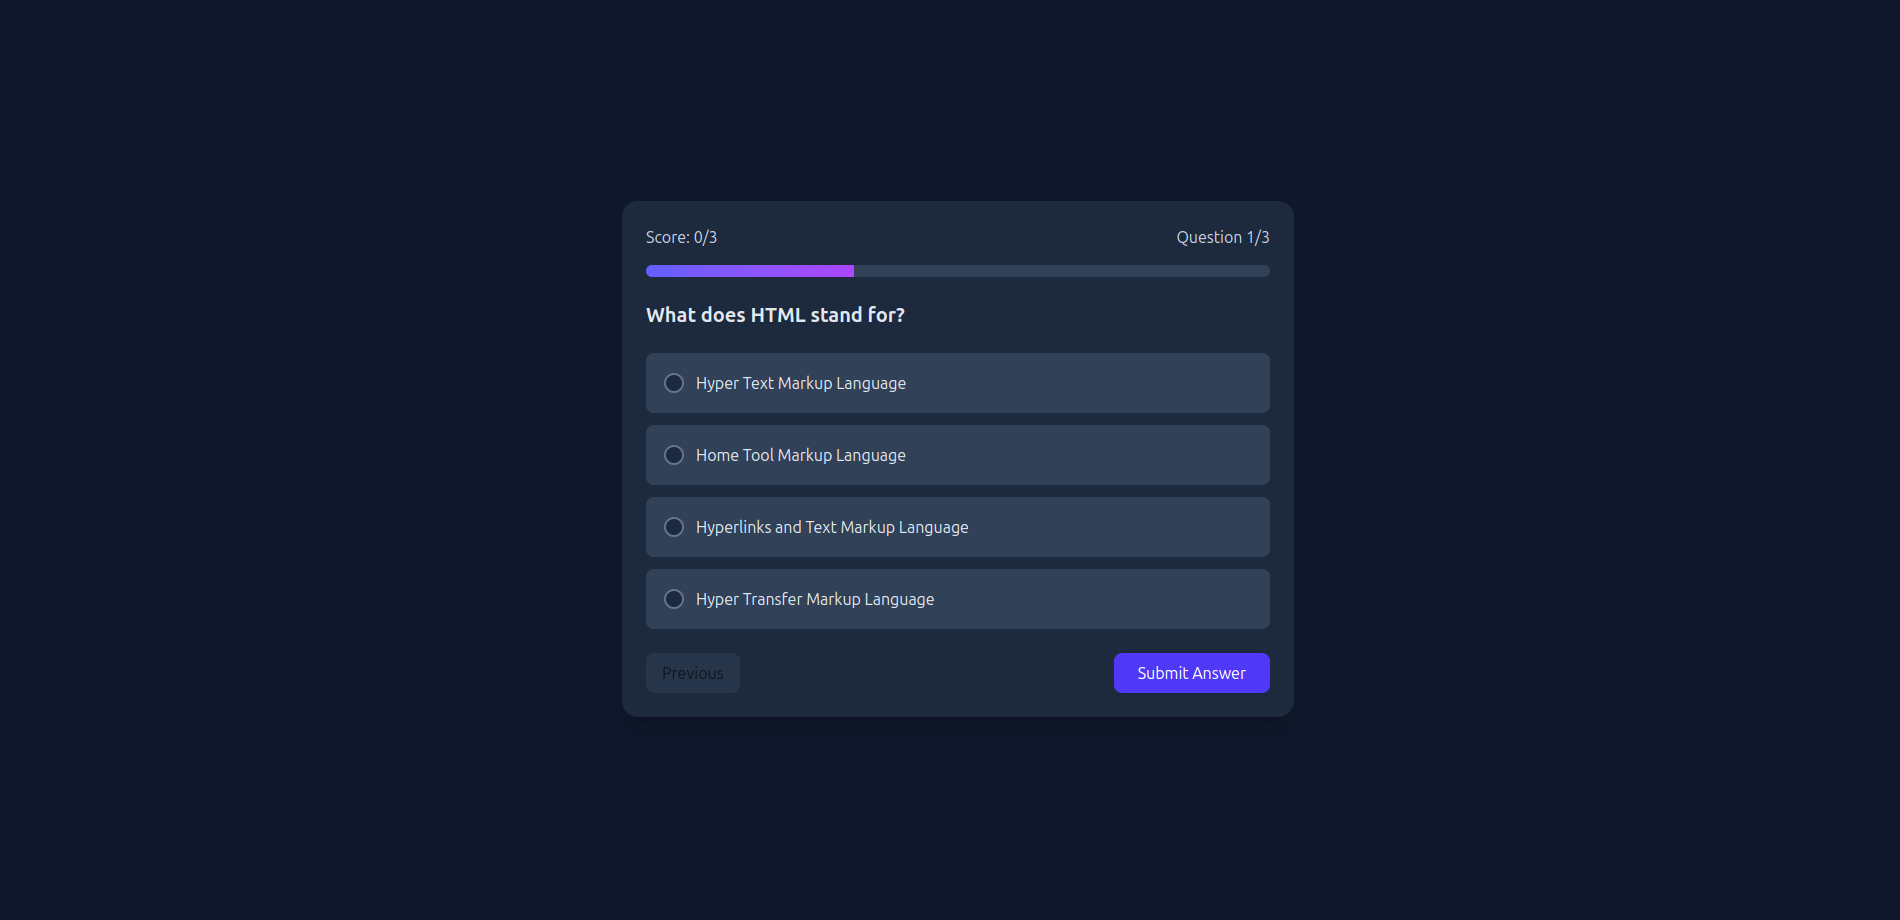 Score: 0/3
Question 1/3
What does HTML stand for?
Hyper Text Markup Language
Home Tool Markup Language
Hyperlinks and Text Markup Language
Hyper Transfer Markup Language
Previous
Submit Answer